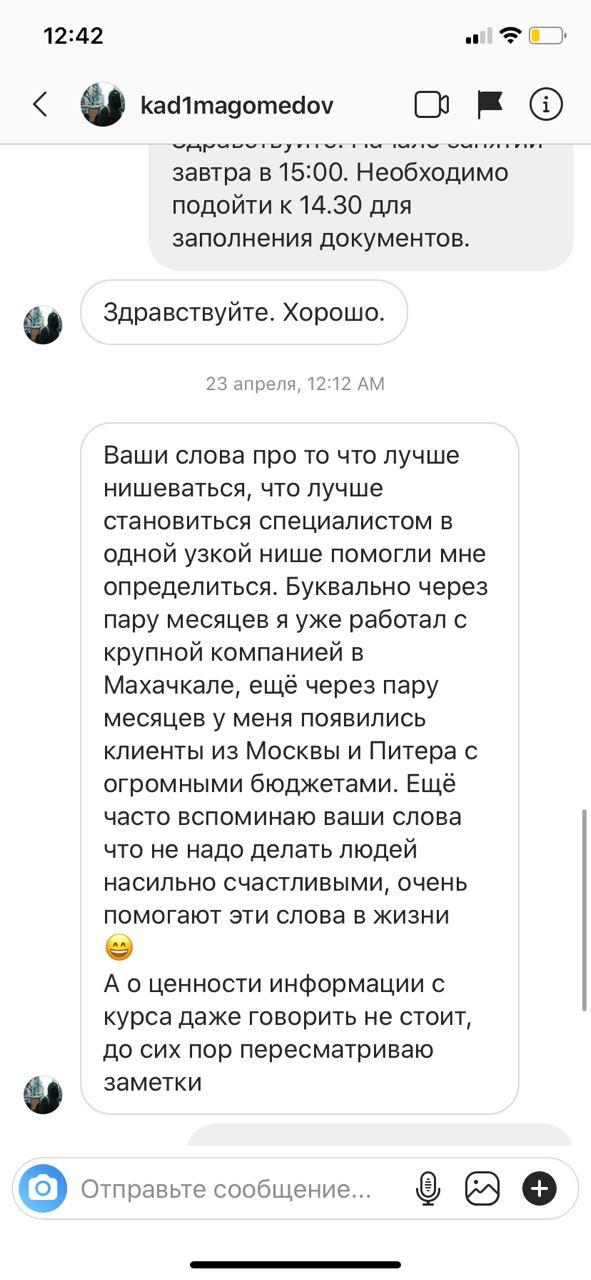 12:42
kad1magomedov
завтра в 15:00. Необходимо
подойти к 14.30 для
заполнения документов.
Здравствуйте. Хорошо.
23 апреля, 12:12 AM
Ваши слова про то что лучше
нишеваться, что лучше
становиться специалистом в
одной узкой нише помогли мне
определиться. Буквально через
пару месяцев я уже работал с
крупной компанией в
Махачкале, ещё через пару
месяцев у меня появились
клиенты из Москвы и Питера с
огромными бюджетами. Ещё
часто вспоминаю ваши слова
что не надо делать людей
насильно счастливыми, очень
помогают эти слова в жизни
😄
А о ценности информации с
курса даже говорить не стоит,
до сих пор пересматриваю
заметки
Отправьте сообщение...